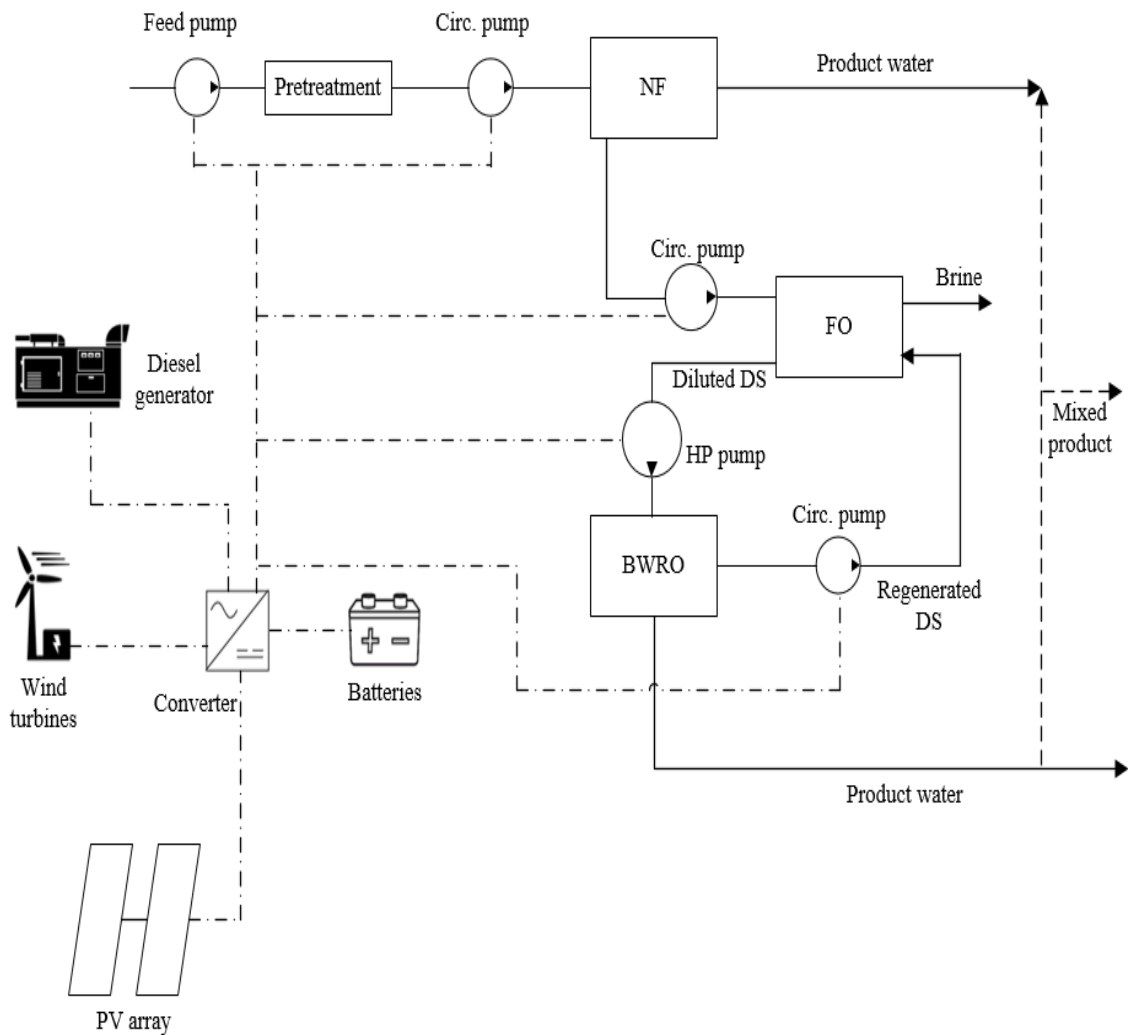 Feed pump
Circ. pump
Pretreatment
NF
Product water
Circ. pump
Brine
FO
Diesel
generator
Diluted DS
Mixed
product
HP pump
Circ. pump
BWRO
Regenerated
DS
Wind
turbines
Converter
Batteries
Product water
PV array